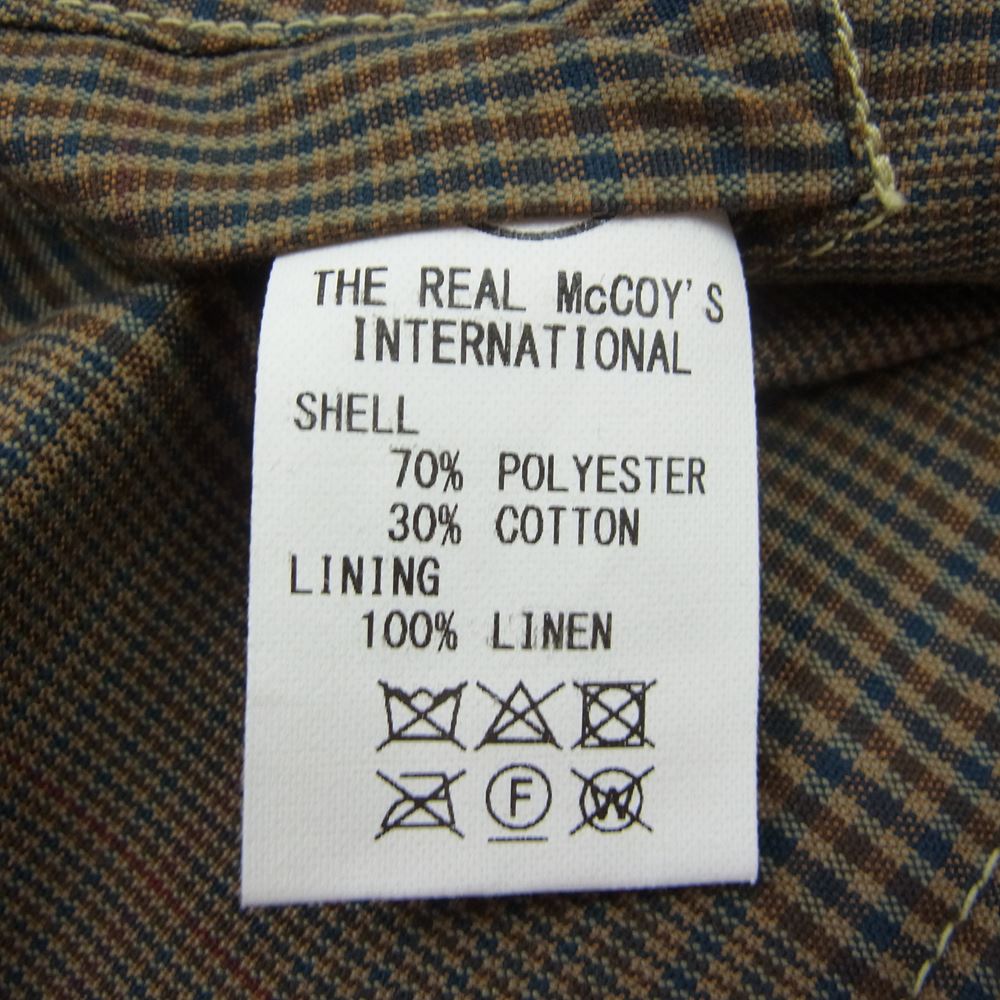 THE REAL McCOY'S
INTERNATIONAL
SHELL
70% POLYESTER
30% COTTON
LINING
100% LINEN
F W